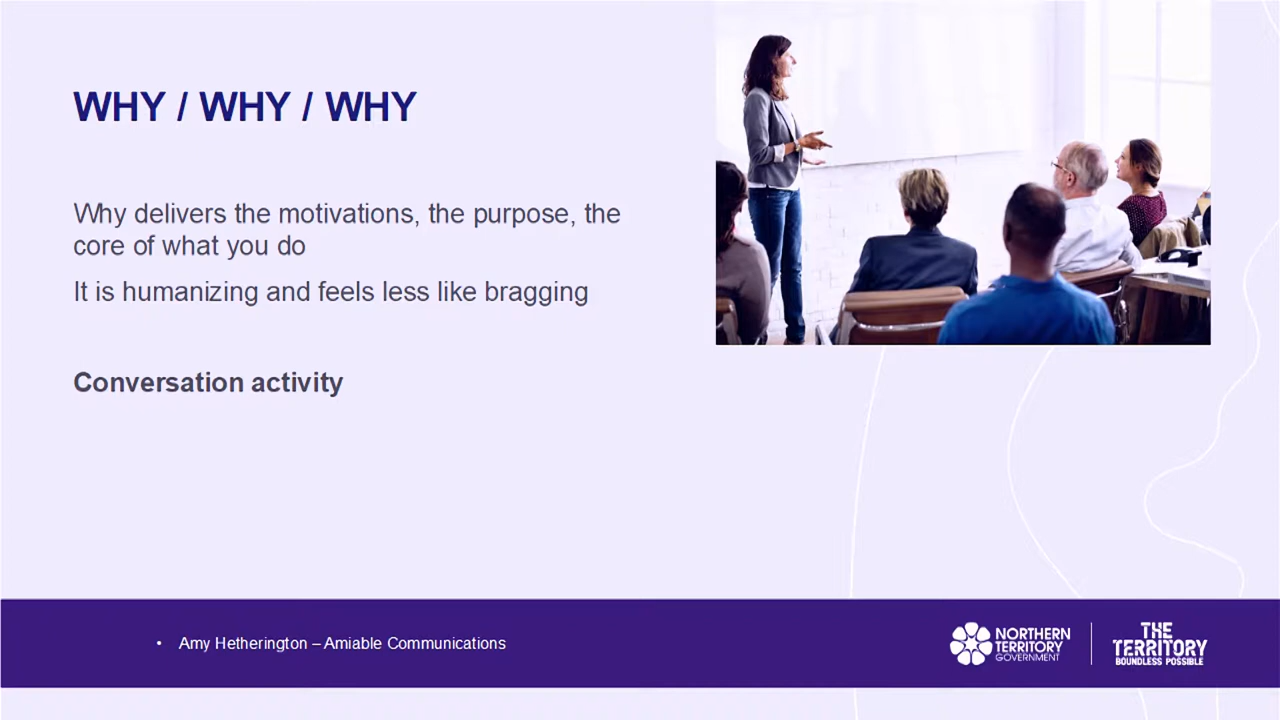 WHY / WHY / WHY
Why delivers the motivations, the purpose, the
core of what you do
It is humanizing and feels less like bragging
Conversation activity
• Amy Hetherington – Amiable Communications
NORTHERN
TERRITORY
GOVERNMENT
THE
TERRITORY
BOUNDLESS POSSIBLE